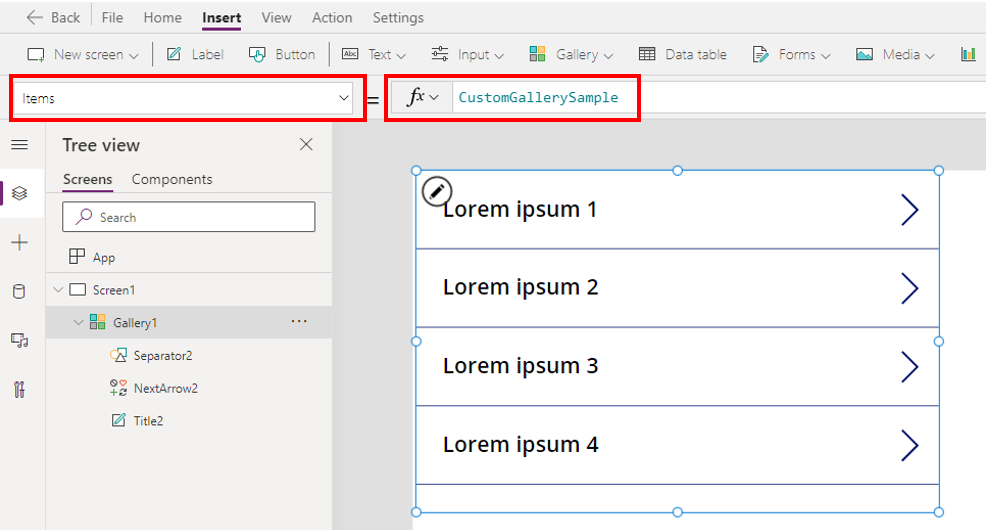 Back File Home Insert View Action Settings
New screen Label Button Abc Text Input Gallery Data table Forms Media
Items = fx CustomGallerySample
Tree view
Screens Components
Search
App
Screen1
Gallery1 ...
Separator2
NextArrow2
Title2
Lorem ipsum 1
Lorem ipsum 2
Lorem ipsum 3
Lorem ipsum 4